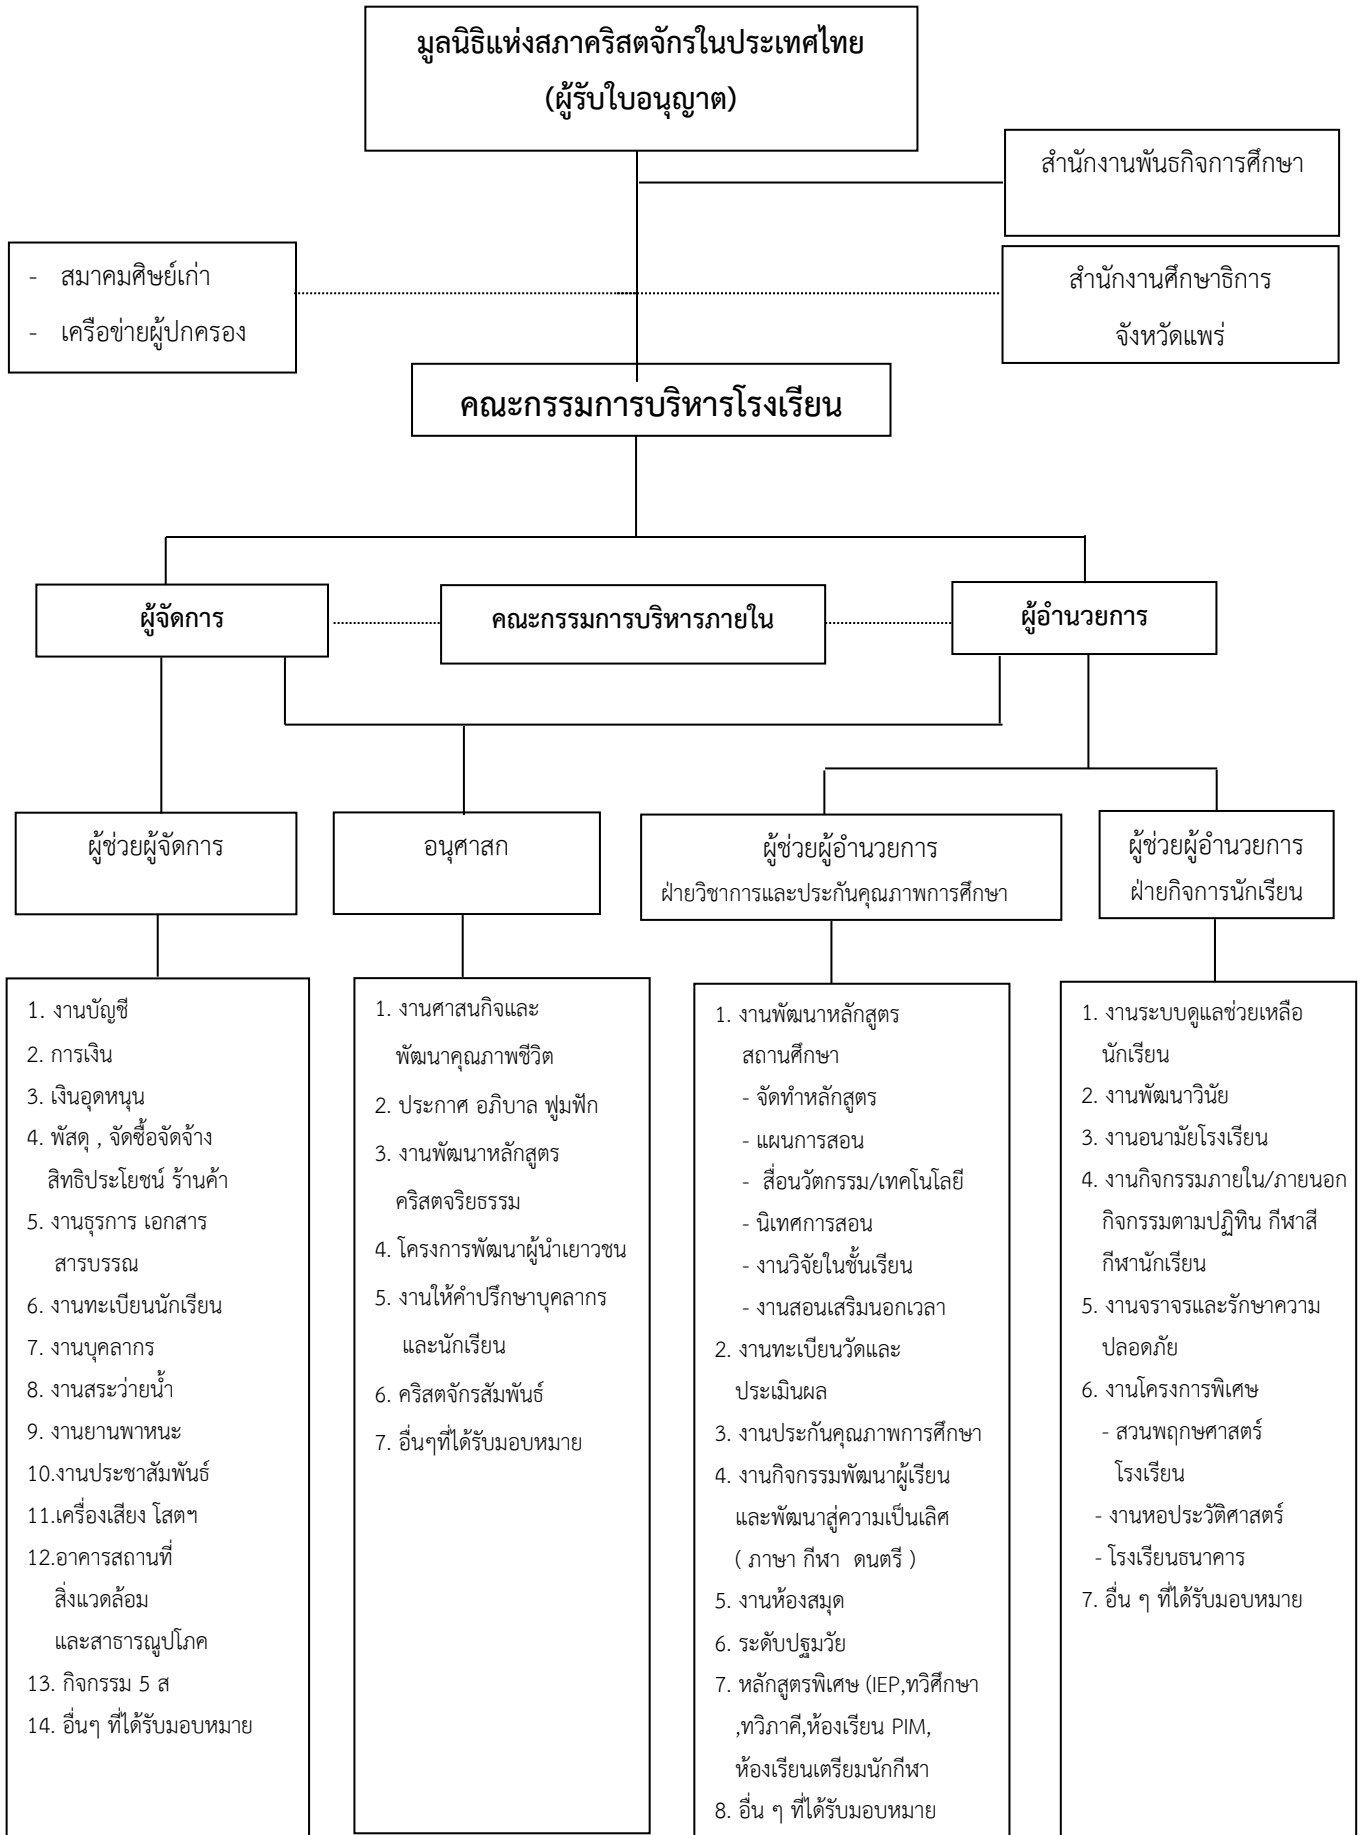 มูลนิธิแห่งสภาคริสตจักรในประเทศไทย
(ผู้รับใบอนุญาต)
สำนักงานพันธกิจการศึกษา
- สมาคมศิษย์เก่า
- เครือข่ายผู้ปกครอง
สำนักงานศึกษาธิการ
จังหวัดแพร่
คณะกรรมการบริหารโรงเรียน
ผู้จัดการ
คณะกรรมการบริหารภายใน
ผู้อำนวยการ
ผู้ช่วยผู้จัดการ
อนุศาสก
ผู้ช่วยผู้อำนวยการ
ฝ่ายวิชาการและประกันคุณภาพการศึกษา
ผู้ช่วยผู้อำนวยการ
ฝ่ายกิจการนักเรียน
1. งานบัญชี
2. การเงิน
3. เงินอุดหนุน
4. พัสดุ , จัดซื้อจัดจ้าง
สิทธิประโยชน์ ร้านค้า
5. งานธุรการ เอกสาร
สารบรรณ
6. งานทะเบียนนักเรียน
7. งานบุคลากร
8. งานสระว่ายน้ำ
9. งานยานพาหนะ
10.งานประชาสัมพันธ์
11.เครื่องเสียง โสตฯ
12.อาคารสถานที่
สิ่งแวดล้อม
และสาธารณูปโภค
13. กิจกรรม 5 ส
14. อื่นๆ ที่ได้รับมอบหมาย
1. งานศาสนกิจและ
พัฒนาคุณภาพชีวิต
2. ประกาศ อภิบาล ฟูมฟัก
3. งานพัฒนาหลักสูตร
คริสตจริยธรรม
4. โครงการพัฒนาผู้นำเยาวชน
5. งานให้คำปรึกษาบุคลากร
และนักเรียน
6. คริสตจักรสัมพันธ์
7. อื่นๆที่ได้รับมอบหมาย
1. งานพัฒนาหลักสูตร
สถานศึกษา
- จัดทำหลักสูตร
- แผนการสอน
- สื่อนวัตกรรม/เทคโนโลยี
- นิเทศการสอน
- งานวิจัยในชั้นเรียน
- งานสอนเสริมนอกเวลา
2. งานทะเบียนวัดและ
ประเมินผล
3. งานประกันคุณภาพการศึกษา
4. งานกิจกรรมพัฒนาผู้เรียน
และพัฒนาสู่ความเป็นเลิศ
( ภาษา กีฬา ดนตรี )
5. งานห้องสมุด
6. ระดับปฐมวัย
7. หลักสูตรพิเศษ (IEP,ทวิศึกษา
,ทวิภาคี,ห้องเรียน PIM,
ห้องเรียนเตรียมนักกีฬา
8. อื่น ๆ ที่ได้รับมอบหมาย
1. งานระบบดูแลช่วยเหลือ
นักเรียน
2. งานพัฒนาวินัย
3. งานอนามัยโรงเรียน
4. งานกิจกรรมภายใน/ภายนอก
กิจกรรมตามปฏิทิน กีฬาสี
กีฬานักเรียน
5. งานจราจรและรักษาความ
ปลอดภัย
6. งานโครงการพิเศษ
- สวนพฤกษศาสตร์
โรงเรียน
- งานหอประวัติศาสตร์
- โรงเรียนธนาคาร
7. อื่น ๆ ที่ได้รับมอบหมาย